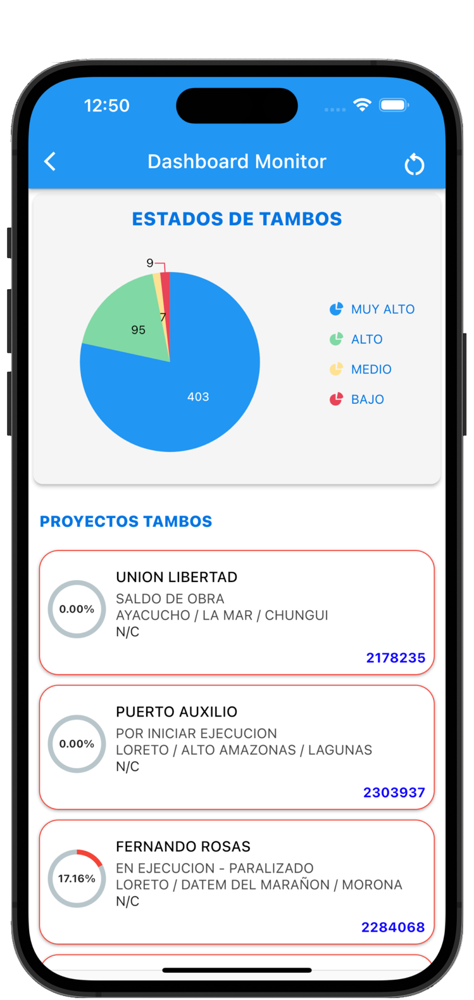 12:50
Dashboard Monitor
ESTADOS DE TAMBOS
9
7
95
403
MUY ALTO
ALTO
MEDIO
BAJO
PROYECTOS TAMBOS
0.00%
UNION LIBERTAD
SALDO DE OBRA
AYACUCHO / LA MAR / CHUNGUI
N/C
2178235
0.00%
PUERTO AUXILIO
POR INICIAR EJECUCION
LORETO / ALTO AMAZONAS / LAGUNAS
N/C
2303937
17.16%
FERNANDO ROSAS
EN EJECUCION - PARALIZADO
LORETO / DATEM DEL MARAÑON / MORONA
N/C
2284068